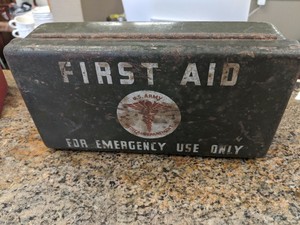 FIRST AID
U.S. ARMY
FOR EMERGENCY USE ONLY